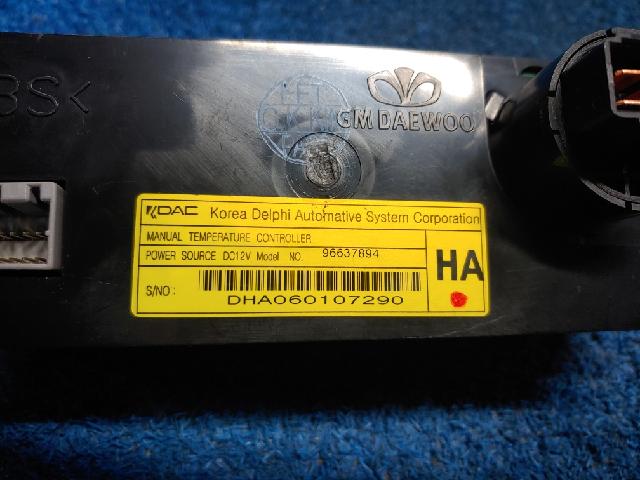 BS<
GM DAEWOO
KDAC Korea Delphi Automotive System Corporation
MANUAL TEMPERATURE CONTROLLER
POWER SOURCE DC12V Model NO. 96637894
HA
S/NO :
DHA060107290